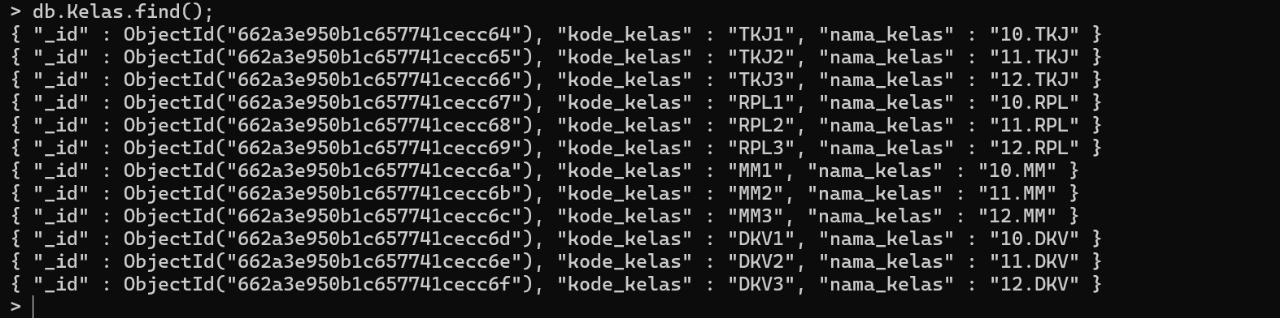 > db.Kelas.find();
{ "_id" : ObjectId("662a3e950b1c657741cecc64"), "kode_kelas" : "TKJ1", "nama_kelas" : "10.TKJ" }
{ "_id" : ObjectId("662a3e950b1c657741cecc65"), "kode_kelas" : "TKJ2", "nama_kelas" : "11.TKJ" }
{ "_id" : ObjectId("662a3e950b1c657741cecc66"), "kode_kelas" : "TKJ3", "nama_kelas" : "12.TKJ" }
{ "_id" : ObjectId("662a3e950b1c657741cecc67"), "kode_kelas" : "RPL1", "nama_kelas" : "10.RPL" }
{ "_id" : ObjectId("662a3e950b1c657741cecc68"), "kode_kelas" : "RPL2", "nama_kelas" : "11.RPL" }
{ "_id" : ObjectId("662a3e950b1c657741cecc69"), "kode_kelas" : "RPL3", "nama_kelas" : "12.RPL" }
{ "_id" : ObjectId("662a3e950b1c657741cecc6a"), "kode_kelas" : "MM1", "nama_kelas" : "10.MM" }
{ "_id" : ObjectId("662a3e950b1c657741cecc6b"), "kode_kelas" : "MM2", "nama_kelas" : "11.MM" }
{ "_id" : ObjectId("662a3e950b1c657741cecc6c"), "kode_kelas" : "MM3", "nama_kelas" : "12.MM" }
{ "_id" : ObjectId("662a3e950b1c657741cecc6d"), "kode_kelas" : "DKV1", "nama_kelas" : "10.DKV" }
{ "_id" : ObjectId("662a3e950b1c657741cecc6e"), "kode_kelas" : "DKV2", "nama_kelas" : "11.DKV" }
{ "_id" : ObjectId("662a3e950b1c657741cecc6f"), "kode_kelas" : "DKV3", "nama_kelas" : "12.DKV" }
>